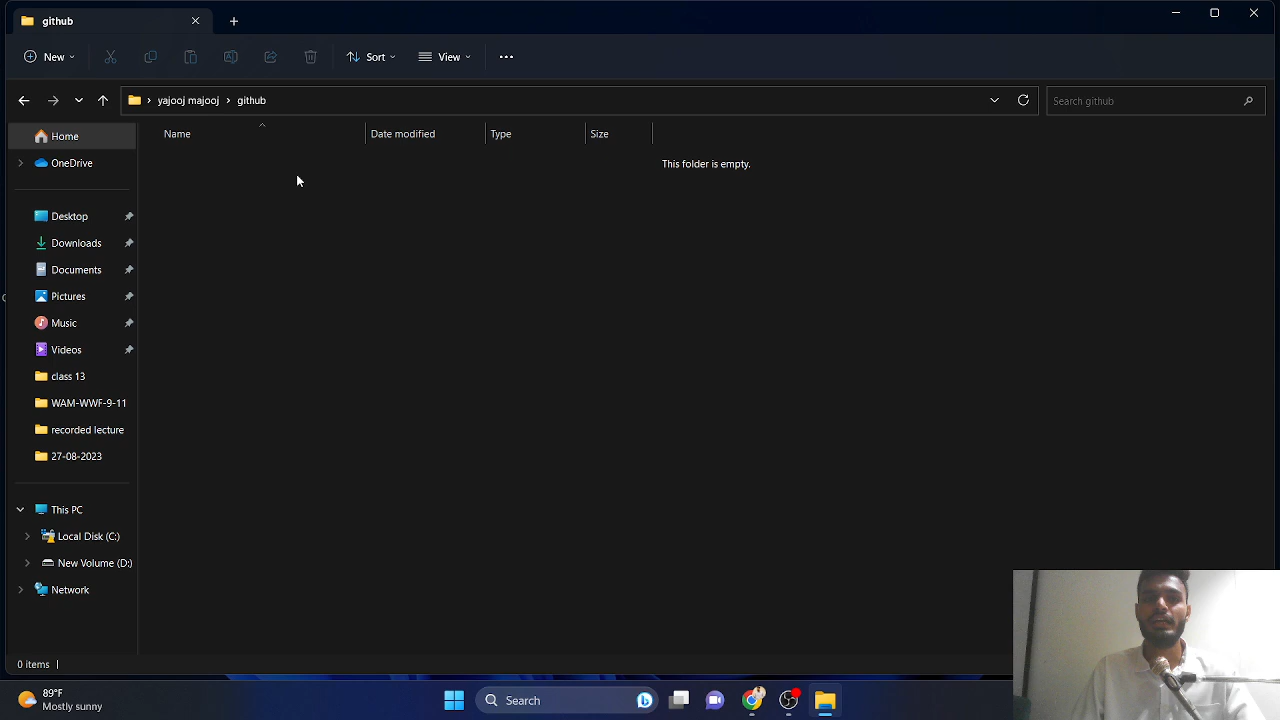 github
New
Sort
View
yajooj majooj
github
Search github
Home
Name
Date modified
Type
Size
OneDrive
This folder is empty.
Desktop
Downloads
Documents
Pictures
Music
Videos
class 13
WAM-WWF-9-11
recorded lecture
27-08-2023
This PC
Local Disk (C:)
New Volume (D:)
Network
0 items
89°F
Mostly sunny
Search